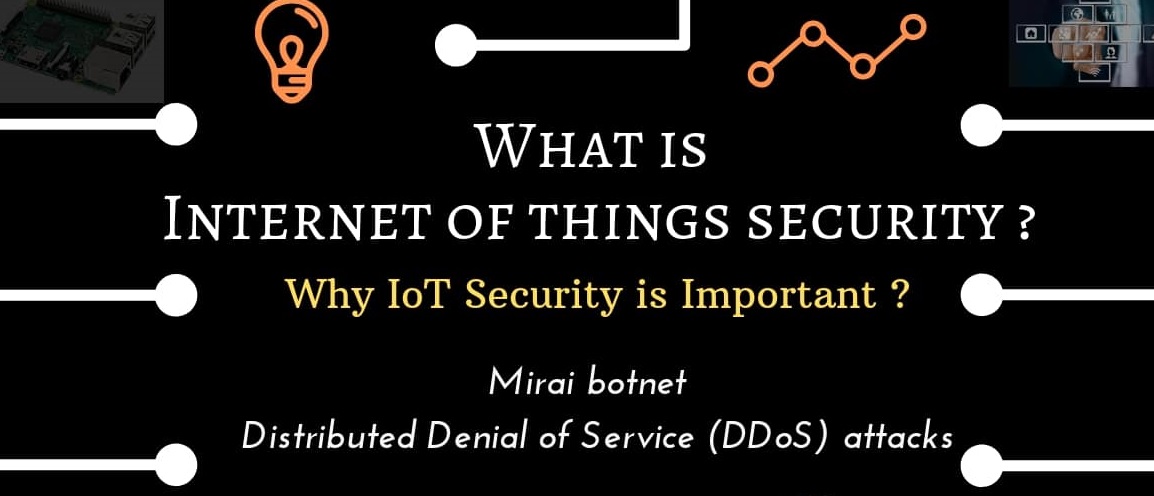 What is
Internet of things security ?
Why IoT Security is Important ?
Mirai botnet
Distributed Denial of Service (DDoS) attacks